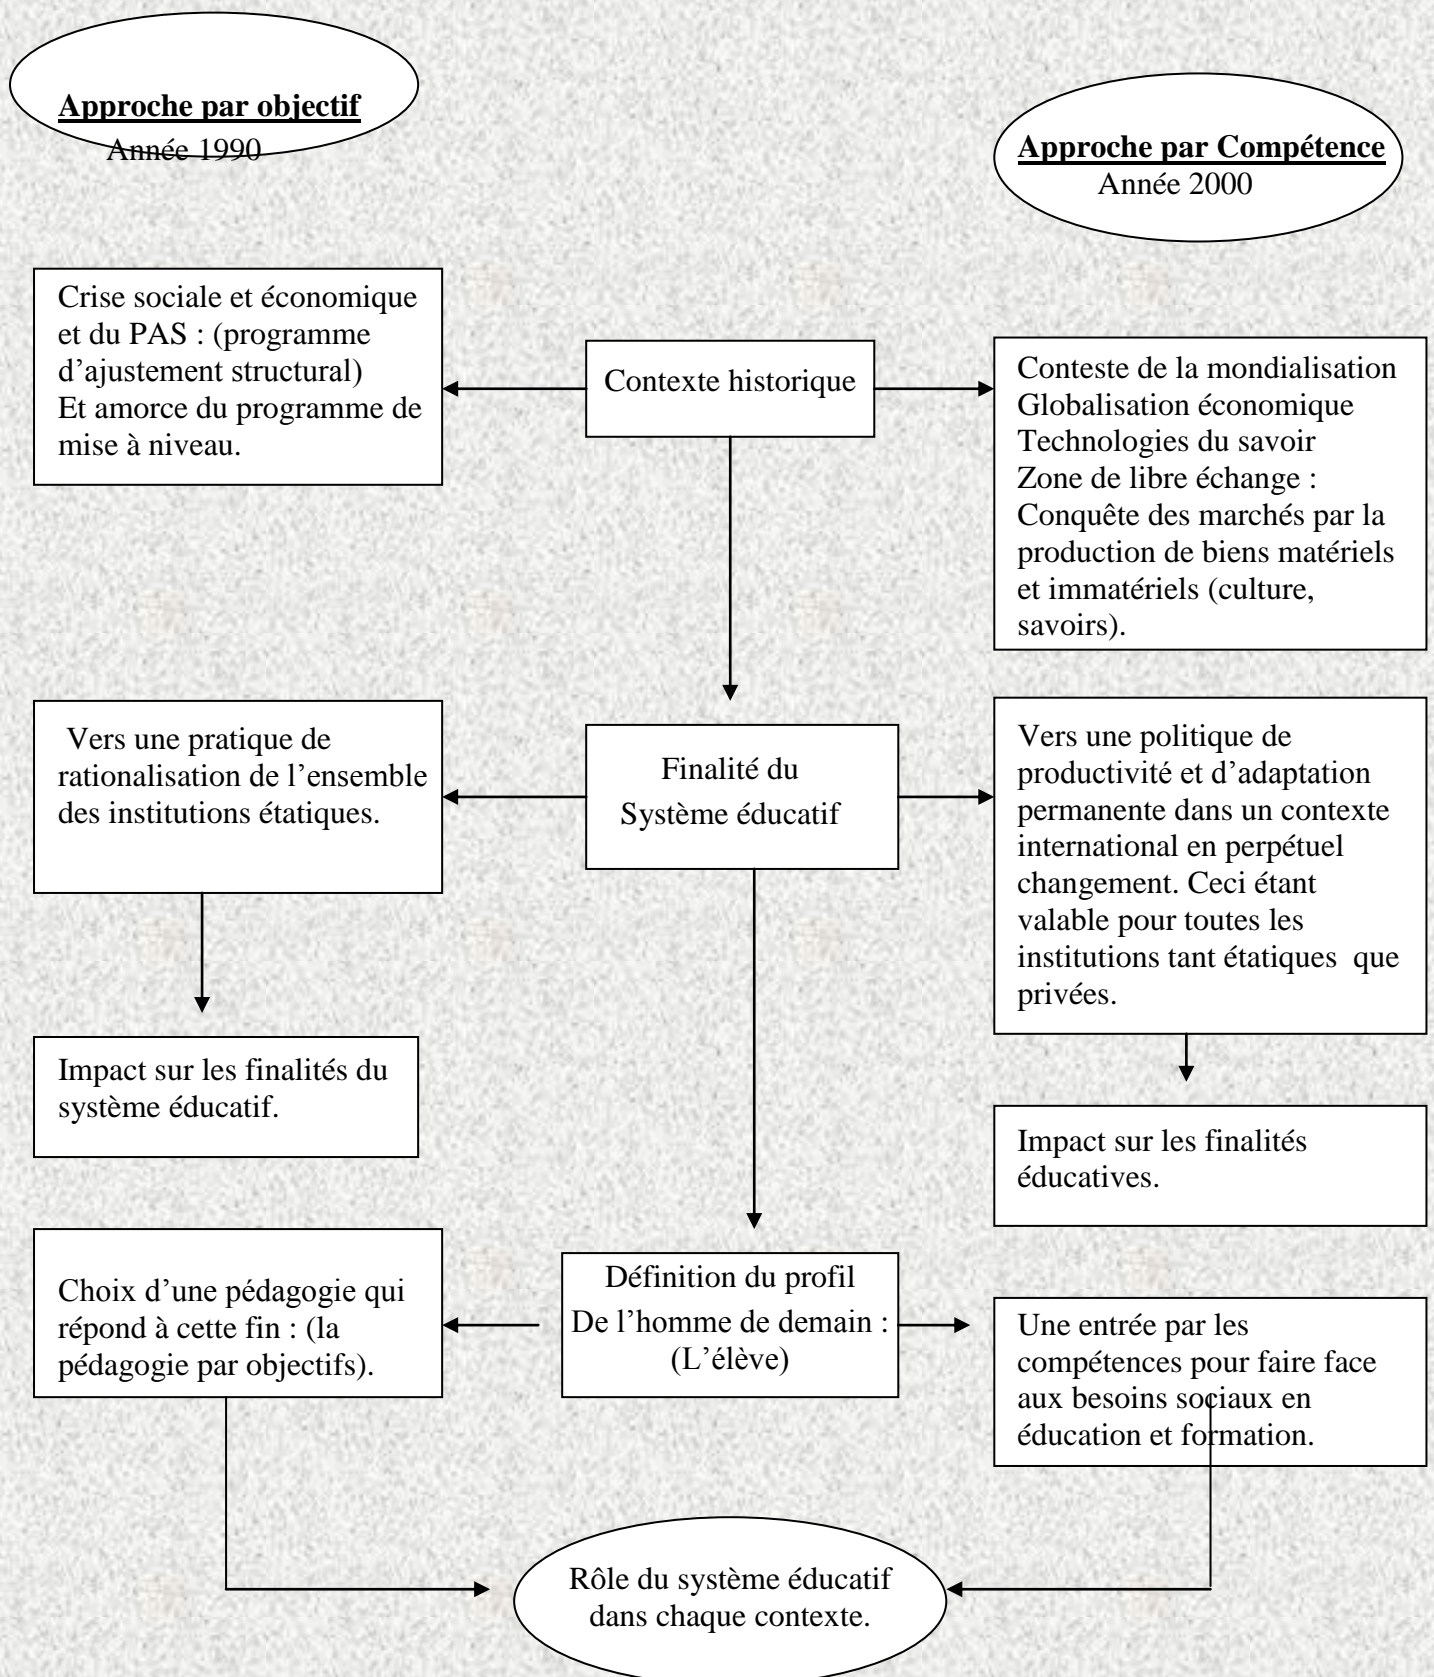 Approche par objectif
Année 1990
Approche par Compétence
Année 2000
Crise sociale et économique
et du PAS : (programme
d’ajustement structural)
Et amorce du programme de
mise à niveau.
Contexte historique
Conteste de la mondialisation
Globalisation économique
Technologies du savoir
Zone de libre échange :
Conquête des marchés par la
production de biens matériels
et immatériels (culture,
savoirs).
Vers une pratique de
rationalisation de l’ensemble
des institutions étatiques.
Finalité du
Système éducatif
Vers une politique de
productivité et d’adaptation
permanente dans un contexte
international en perpétuel
changement. Ceci étant
valable pour toutes les
institutions tant étatiques que
privées.
Impact sur les finalités du
système éducatif.
Impact sur les finalités
éducatives.
Choix d’une pédagogie qui
répond à cette fin : (la
pédagogie par objectifs).
Définition du profil
De l’homme de demain :
(L’élève)
Une entrée par les
compétences pour faire face
aux besoins sociaux en
éducation et formation.
Rôle du système éducatif
dans chaque contexte.